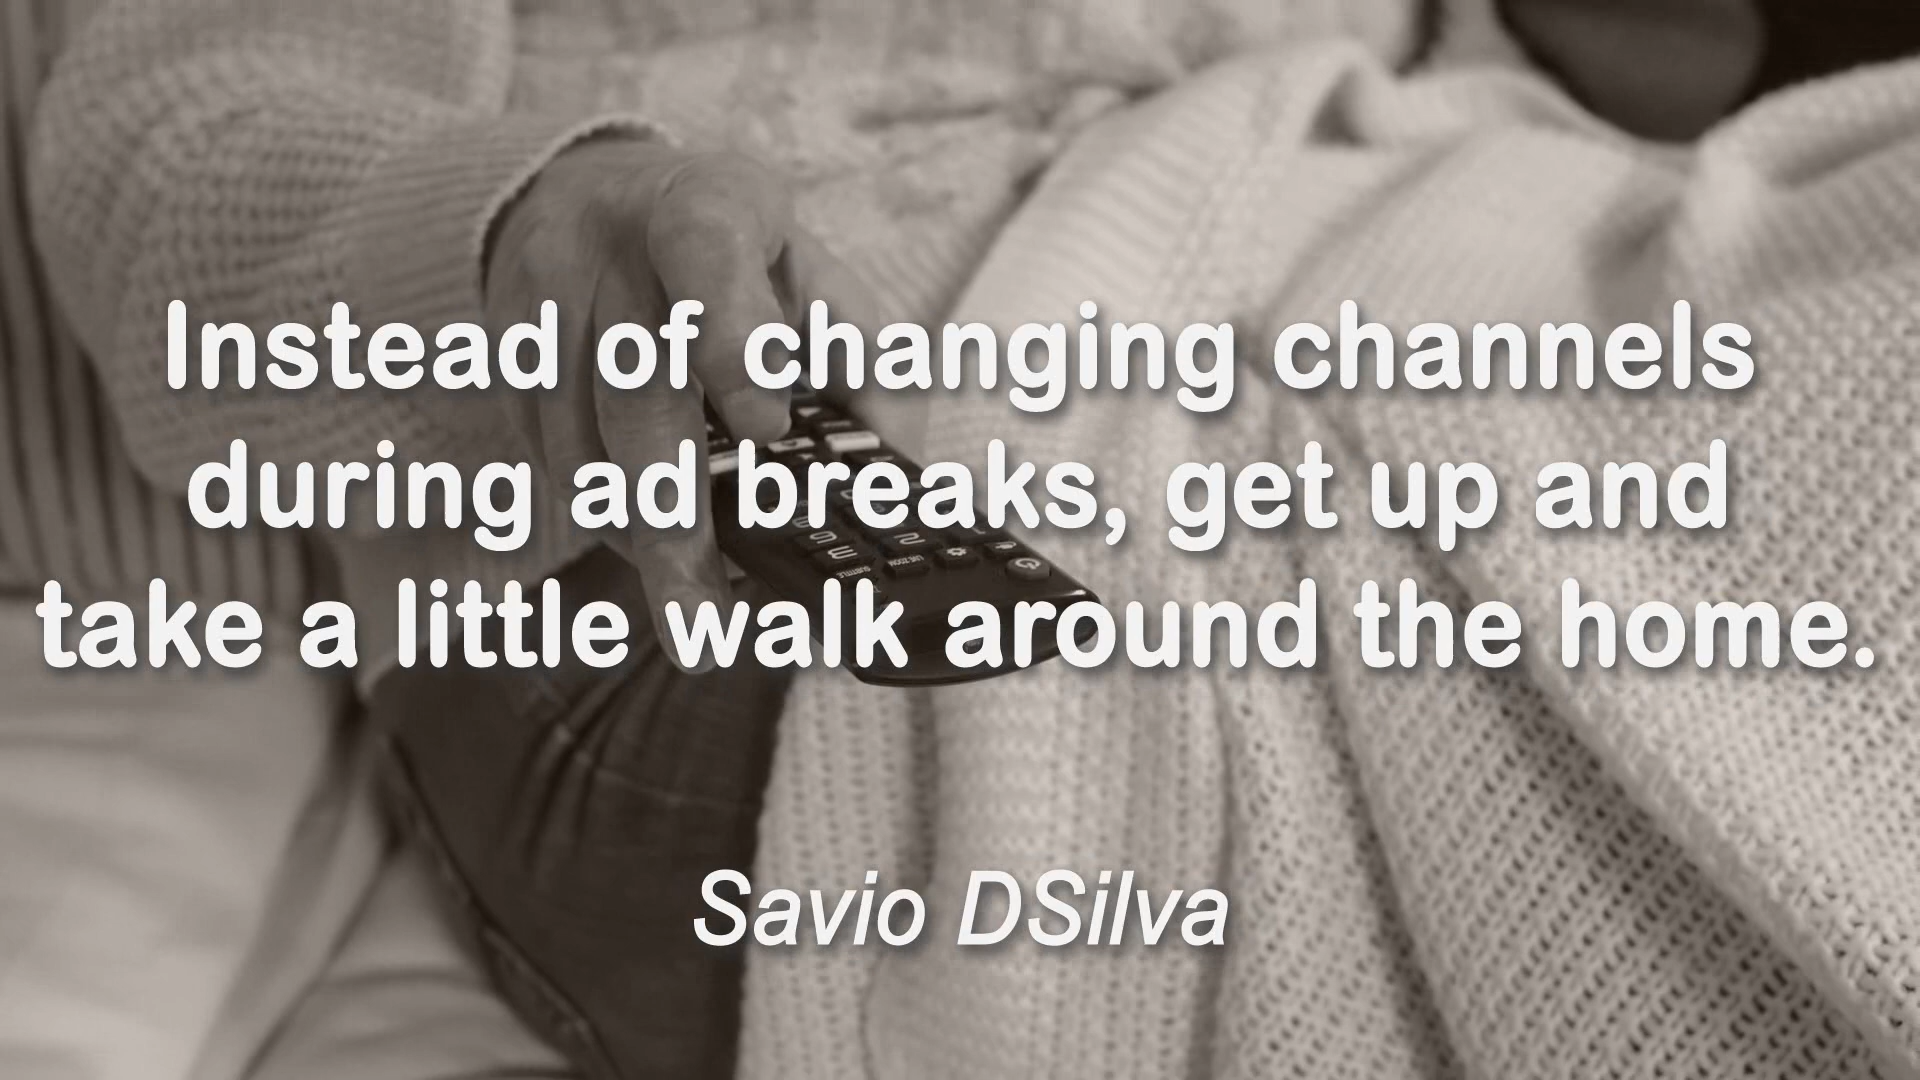 Instead of changing channels
during ad breaks, get up and
take a little walk around the home.
Savio DSilva